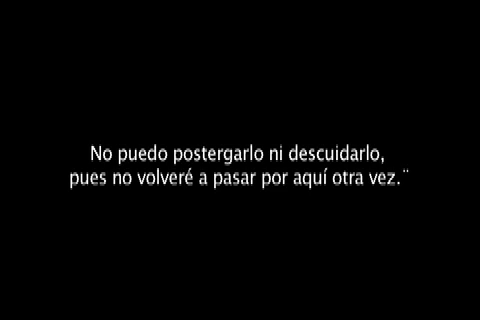 No puedo postergarlo ni descuidarlo,
pues no volveré a pasar por aquí otra vez.¨